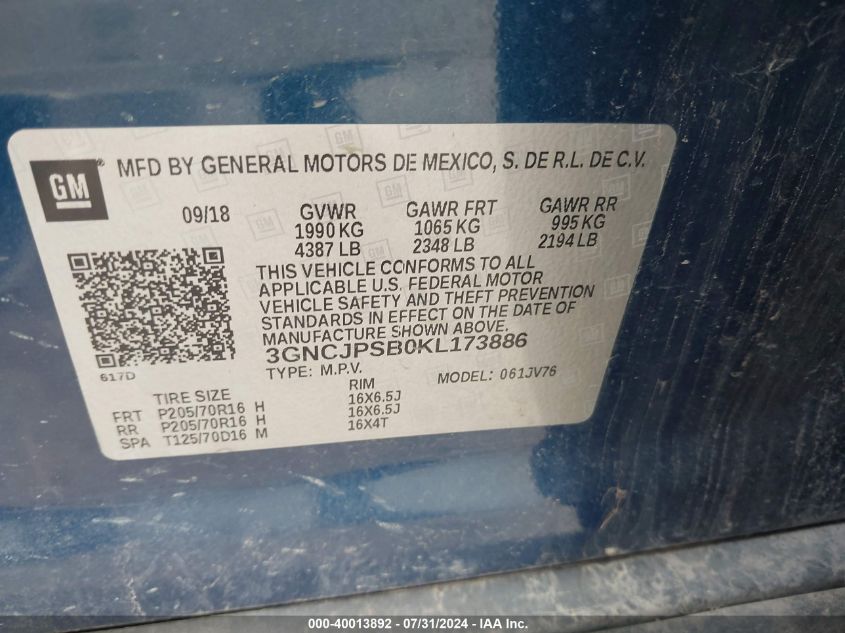 GM
GM
MFD BY GENERAL MOTORS DE MEXICO, S. DE R.L. DE C.V.
09/18 GVWR GAWR FRT GAWR RR
1990 KG 1065 KG 995 KG
4387 LB 2348 LB 2194 LB
THIS VEHICLE CONFORMS TO ALL
APPLICABLE U.S. FEDERAL MOTOR
VEHICLE SAFETY AND THEFT PREVENTION
STANDARDS IN EFFECT ON THE DATE OF
MANUFACTURE SHOWN ABOVE.
3GNCJPSB0KL173886
617D
TYPE: M.P.V. MODEL: 061JV76
TIRE SIZE RIM
FRT P205/70R16 H 16X6.5J
RR P205/70R16 H 16X6.5J
SPA T125/70D16 M 16X4T
000-40013892 - 07/31/2024 - IAA Inc.